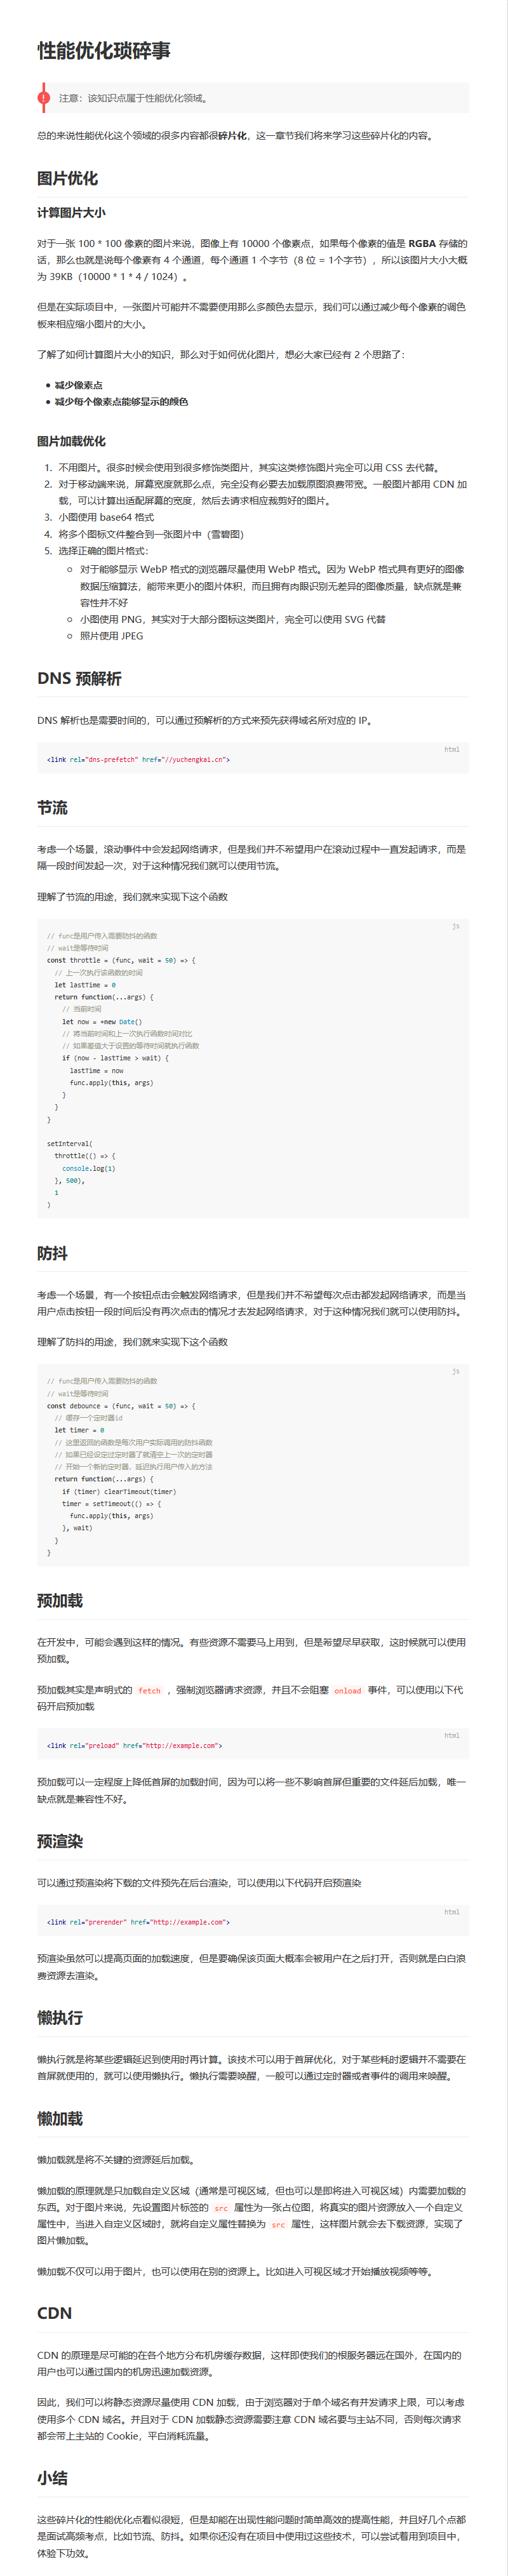 性能优化琐碎事
!
注意：该知识点属于性能优化领域。
总的来说性能优化这个领域的很多内容都很碎片化，这一章节我们将来学习这些碎片化的内容。
图片优化
计算图片大小
对于一张 100 * 100 像素的图片来说，图像上有 10000 个像素点，如果每个像素的值是 RGBA 存储的
话，那么也就是说每个像素有 4 个通道，每个通道 1 个字节（8 位 = 1个字节），所以该图片大小大概
为 39KB（10000 * 1 * 4 / 1024）。
但是在实际项目中，一张图片可能并不需要使用那么多颜色去显示，我们可以通过减少每个像素的调色
板来相应缩小图片的大小。
了解了如何计算图片大小的知识，那么对于如何优化图片，想必大家已经有 2 个思路了：
• 减少像素点
• 减少每个像素点能够显示的颜色
图片加载优化
1. 不用图片。很多时候会使用到很多修饰类图片，其实这类修饰图片完全可以用 CSS 去代替。
2. 对于移动端来说，屏幕宽度就那么点，完全没有必要去加载原图浪费带宽。一般图片都用 CDN 加
载，可以计算出适配屏幕的宽度，然后去请求相应裁剪好的图片。
3. 小图使用 base64 格式
4. 将多个图标文件整合到一张图片中（雪碧图）
5. 选择正确的图片格式：
○ 对于能够显示 WebP 格式的浏览器尽量使用 WebP 格式。因为 WebP 格式具有更好的图像
数据压缩算法，能带来更小的图片体积，而且拥有肉眼识别无差异的图像质量，缺点就是兼
容性并不好
○ 小图使用 PNG，其实对于大部分图标这类图片，完全可以使用 SVG 代替
○ 照片使用 JPEG
DNS 预解析
DNS 解析也是需要时间的，可以通过预解析的方式来预先获得域名所对应的 IP。
html
<link rel="dns-prefetch" href="//yuchengkai.cn">
节流
考虑一个场景，滚动事件中会发起网络请求，但是我们并不希望用户在滚动过程中一直发起请求，而是
隔一段时间发起一次，对于这种情况我们就可以使用节流。
理解了节流的用途，我们就来实现下这个函数
js
// func是用户传入需要防抖的函数
// wait是等待时间
const throttle = (func, wait = 50) => {
// 上一次执行该函数的时间
let lastTime = 0
return function(...args) {
// 当前时间
let now = +new Date()
// 将当前时间和上一次执行函数时间对比
// 如果差值大于设置的等待时间就执行函数
if (now - lastTime > wait) {
lastTime = now
func.apply(this, args)
}
}
}
setInterval(
throttle(() => {
console.log(1)
}, 500),
1
)
防抖
考虑一个场景，有一个按钮点击会触发网络请求，但是我们并不希望每次点击都发起网络请求，而是当
用户点击按钮一段时间后没有再次点击的情况才去发起网络请求，对于这种情况我们就可以使用防抖。
理解了防抖的用途，我们就来实现下这个函数
js
// func是用户传入需要防抖的函数
// wait是等待时间
const debounce = (func, wait = 50) => {
// 缓存一个定时器id
let timer = 0
// 这里返回的函数是每次用户实际调用的防抖函数
// 如果已经设定过定时器了就清空上一次的定时器
// 开始一个新的定时器，延迟执行用户传入的方法
return function(...args) {
if (timer) clearTimeout(timer)
timer = setTimeout(() => {
func.apply(this, args)
}, wait)
}
}
预加载
在开发中，可能会遇到这样的情况。有些资源不需要马上用到，但是希望尽早获取，这时候就可以使用
预加载。
预加载其实是声明式的 fetch ，强制浏览器请求资源，并且不会阻塞 onload 事件，可以使用以下代
码开启预加载
html
<link rel="preload" href="http://example.com">
预加载可以一定程度上降低首屏的加载时间，因为可以将一些不影响首屏但重要的文件延后加载，唯一
缺点就是兼容性不好。
预渲染
可以通过预渲染将下载的文件预先在后台渲染，可以使用以下代码开启预渲染
html
<link rel="prerender" href="http://example.com">
预渲染虽然可以提高页面的加载速度，但是要确保该页面大概率会被用户在之后打开，否则就是白白浪
费资源去渲染。
懒执行
懒执行就是将某些逻辑延迟到使用时再计算。该技术可以用于首屏优化，对于某些耗时逻辑并不需要在
首屏就使用的，就可以使用懒执行。懒执行需要唤醒，一般可以通过定时器或者事件的调用来唤醒。
懒加载
懒加载就是将不关键的资源延后加载。
懒加载的原理就是只加载自定义区域（通常是可视区域，但也可以是即将进入可视区域）内需要加载的
东西。对于图片来说，先设置图片标签的 src 属性为一张占位图，将真实的图片资源放入一个自定义
属性中，当进入自定义区域时，就将自定义属性替换为 src 属性，这样图片就会去下载资源，实现了
图片懒加载。
懒加载不仅可以用于图片，也可以使用在别的资源上。比如进入可视区域才开始播放视频等等。
CDN
CDN 的原理是尽可能的在各个地方分布机房缓存数据，这样即使我们的根服务器远在国外，在国内的
用户也可以通过国内的机房迅速加载资源。
因此，我们可以将静态资源尽量使用 CDN 加载，由于浏览器对于单个域名有并发请求上限，可以考虑
使用多个 CDN 域名。并且对于 CDN 加载静态资源需要注意 CDN 域名要与主站不同，否则每次请求
都会带上主站的 Cookie，平白消耗流量。
小结
这些碎片化的性能优化点看似很短，但是却能在出现性能问题时简单高效的提高性能，并且好几个点都
是面试高频考点，比如节流、防抖。如果你还没有在项目中使用过这些技术，可以尝试着用到项目中，
体验下功效。